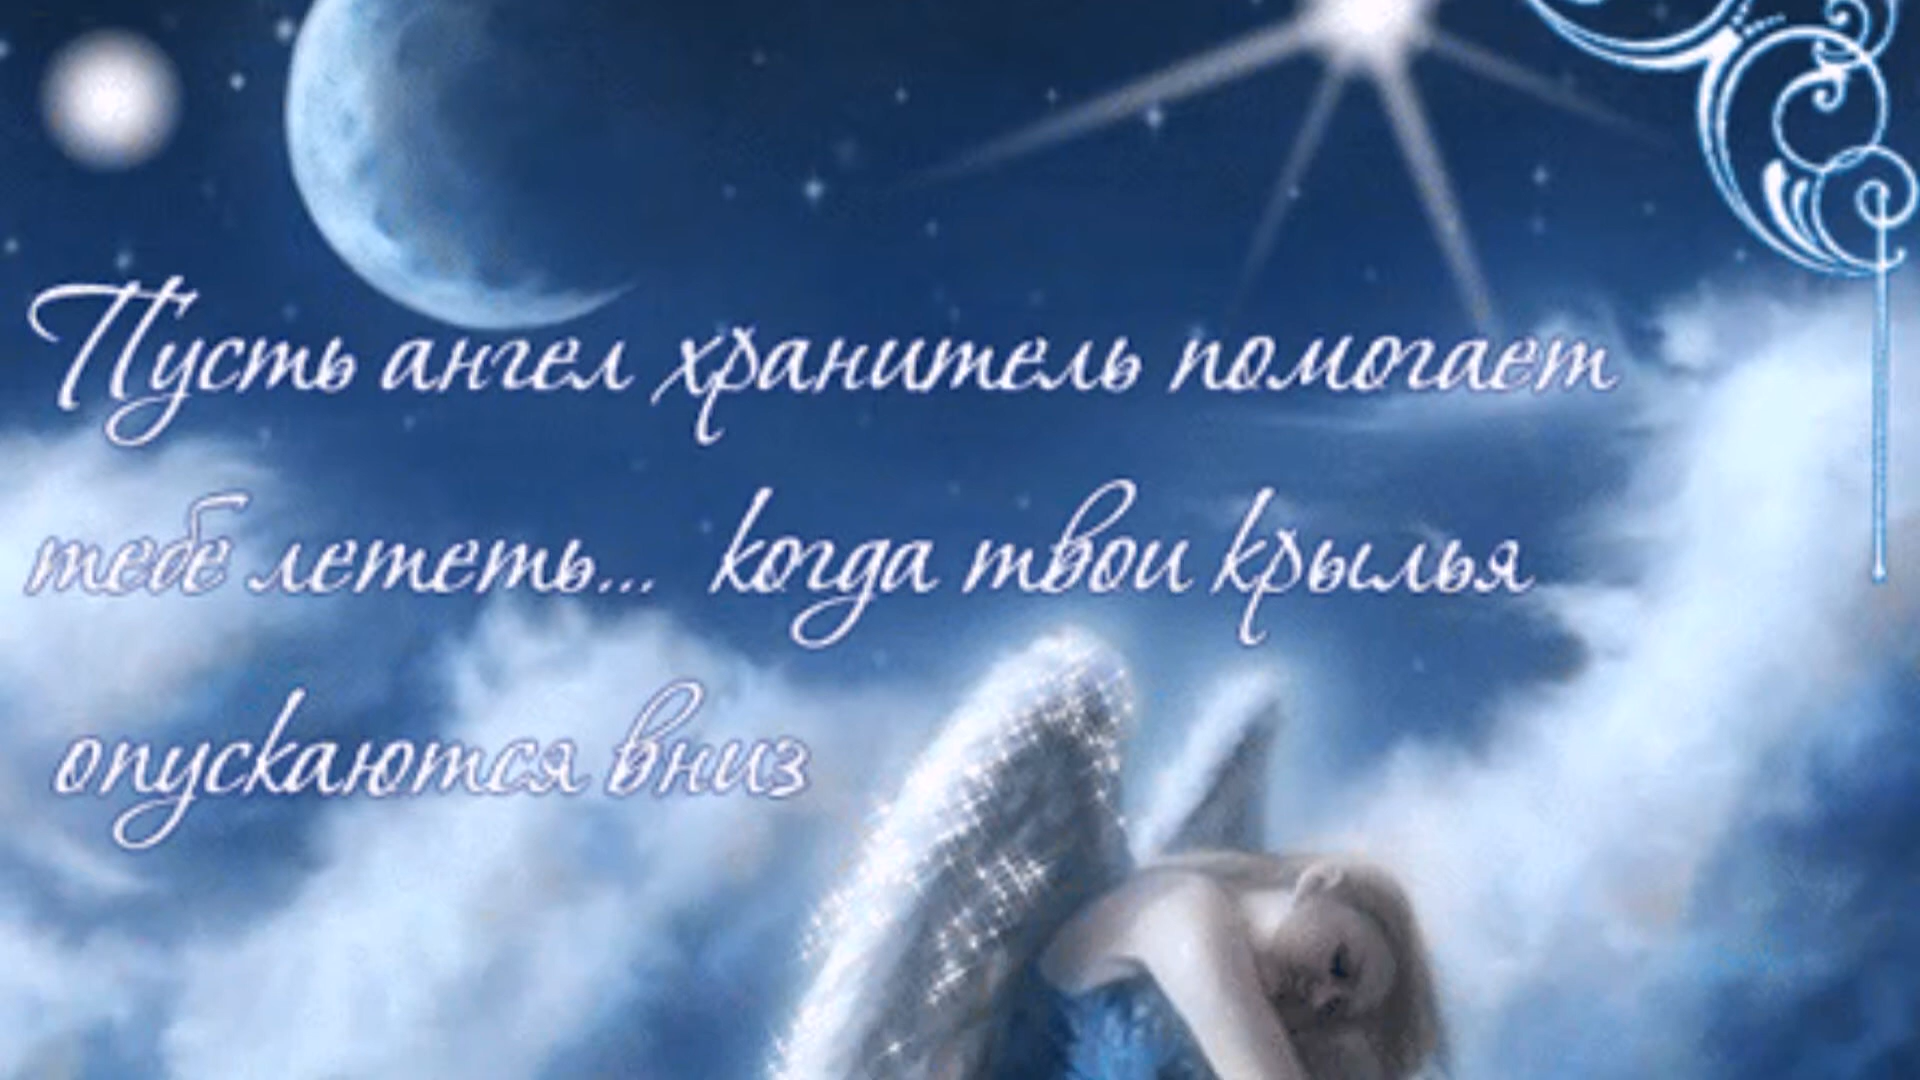 Пусть ангел хранитель помогает
тебе лететь... когда твои крылья
опускаются вниз